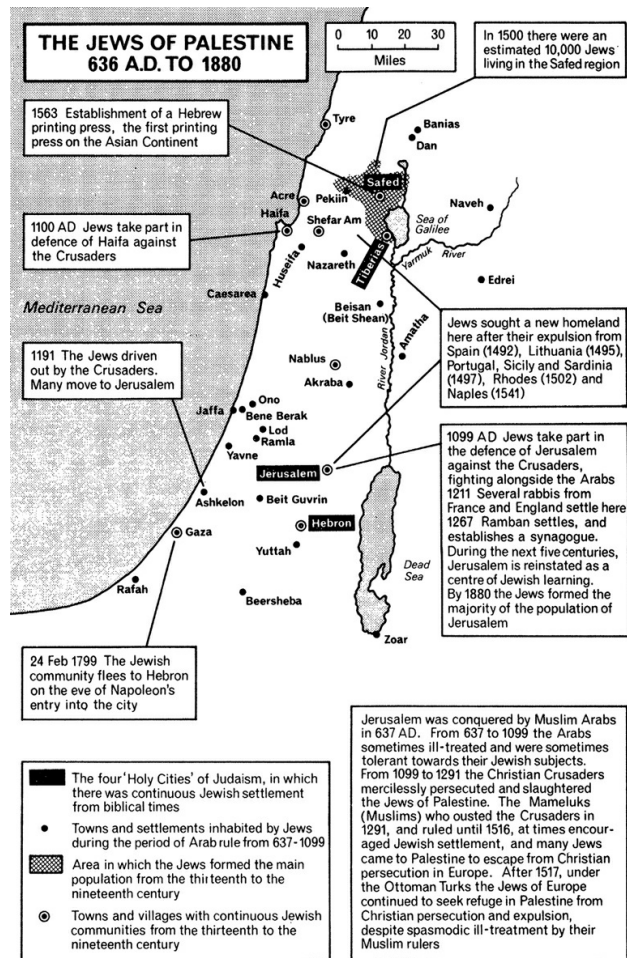 THE JEWS OF PALESTINE
636 A.D. TO 1880
0 10 20 30
Miles
In 1500 there were an
estimated 10,000 Jews
living in the Safed region
1563 Establishment of a Hebrew
printing press, the first printing
press on the Asian Continent
Tyre
Banias
Dan
Safed
Pekiin
Acre
Naveh
Haifa
Shefar Am
Sea of
Galilee
1100 AD Jews take part in
defence of Haifa against
the Crusaders
Huseifa
Nazareth
Tiberias
Yarmuk River
Edrei
Caesarea
Mediterranean Sea
Beisan
(Beit Shean)
Amatha
River Jordan
Jews sought a new homeland
here after their expulsion from
Spain (1492), Lithuania (1495),
Portugal, Sicily and Sardinia
(1497), Rhodes (1502) and
Naples (1541)
1191 The Jews driven
out by the Crusaders.
Many move to Jerusalem
Nablus
Akraba
Ono
Jaffa
Bene Berak
Lod
Ramla
Yavne
Jerusalem
1099 AD Jews take part in
the defence of Jerusalem
against the Crusaders,
fighting alongside the Arabs
1211 Several rabbis from
France and England settle here
1267 Ramban settles, and
establishes a synagogue.
During the next five centuries,
Jerusalem is reinstated as a
centre of Jewish learning.
By 1880 the Jews formed the
majority of the population of
Jerusalem
Ashkelon
Beit Guvrin
Hebron
Gaza
Yuttah
Dead
Sea
Rafah
Beersheba
Zoar
24 Feb 1799 The Jewish
community flees to Hebron
on the eve of Napoleon's
entry into the city
The four 'Holy Cities' of Judaism, in which
there was continuous Jewish settlement
from biblical times
Towns and settlements inhabited by Jews
during the period of Arab rule from 637-1099
Area in which the Jews formed the main
population from the thirteenth to the
nineteenth century
Towns and villages with continuous Jewish
communities from the thirteenth to the
nineteenth century
Jerusalem was conquered by Muslim Arabs
in 637 AD. From 637 to 1099 the Arabs
sometimes ill-treated and were sometimes
tolerant towards their Jewish subjects.
From 1099 to 1291 the Christian Crusaders
mercilessly persecuted and slaughtered
the Jews of Palestine. The Mameluks
(Muslims) who ousted the Crusaders in
1291, and ruled until 1516, at times encour-
aged Jewish settlement, and many Jews
came to Palestine to escape from Christian
persecution in Europe. After 1517, under
the Ottoman Turks the Jews of Europe
continued to seek refuge in Palestine from
Christian persecution and expulsion,
despite spasmodic ill-treatment by their
Muslim rulers